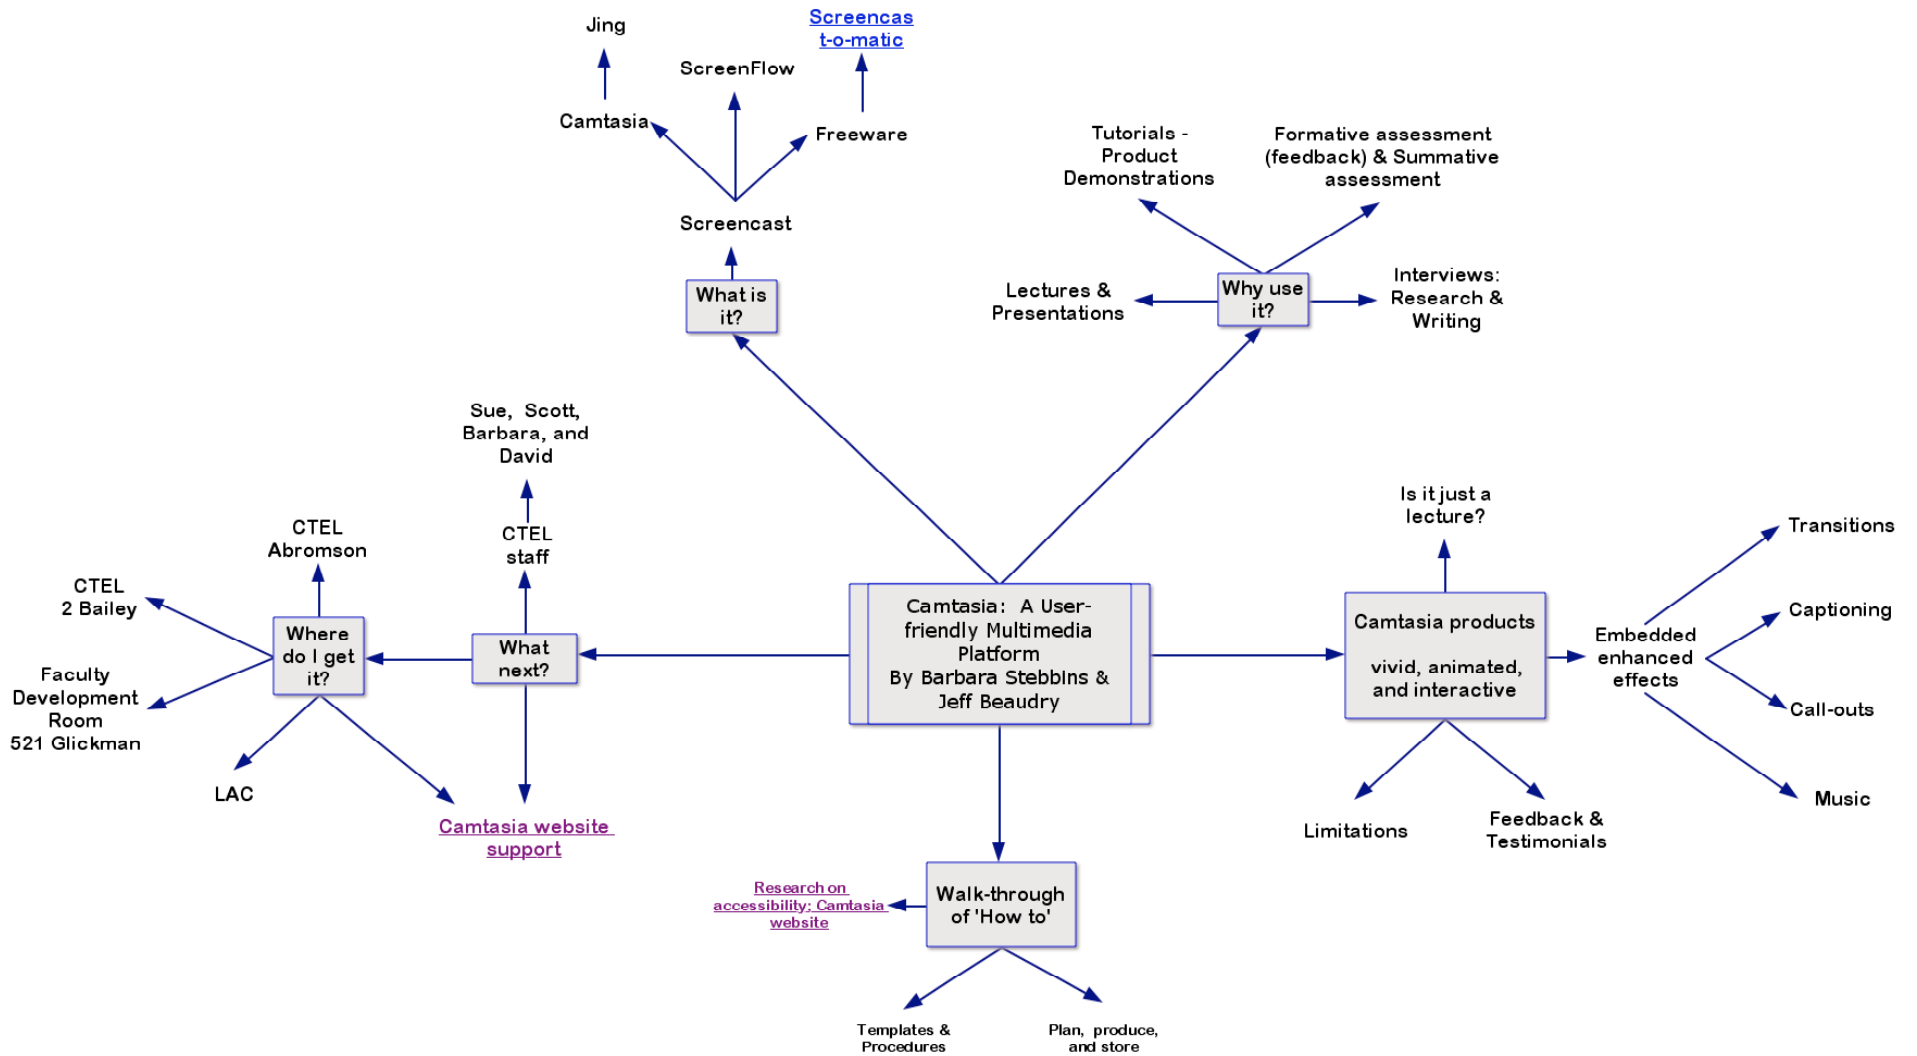 Jing
Screencas
t-o-matic
ScreenFlow
Camtasia
Freeware
Screencast
What is
it?
Tutorials -
Product
Demonstrations
Formative assessment
(feedback) & Summative
assessment
Lectures &
Presentations
Why use
it?
Interviews:
Research &
Writing
Sue, Scott,
Barbara, and
David
CTEL
staff
CTEL
Abromson
CTEL
2 Bailey
Where
do I get
it?
What
next?
Faculty
Development
Room
521 Glickman
LAC
Camtasia website
support
Camtasia: A User-
friendly Multimedia
Platform
By Barbara Stebbins &
Jeff Beaudry
Is it just a
lecture?
Camtasia products
vivid, animated,
and interactive
Embedded
enhanced
effects
Transitions
Captioning
Call-outs
Music
Limitations
Feedback &
Testimonials
Research on
accessibility; Camtasia
website
Walk-through
of 'How to'
Templates &
Procedures
Plan, produce,
and store